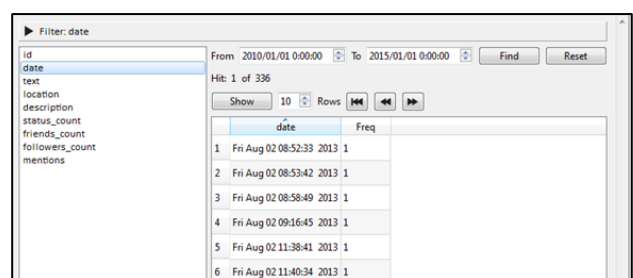 Filter: date
id
date
text
location
description
status_count
friends_count
followers_count
mentions
From 2010/01/01 0:00:00 To 2015/01/01 0:00:00 Find Reset
Hit: 1 of 336
Show 10 Rows
date Freq
1 Fri Aug 02 08:52:33 2013 1
2 Fri Aug 02 08:53:42 2013 1
3 Fri Aug 02 08:58:49 2013 1
4 Fri Aug 02 09:16:45 2013 1
5 Fri Aug 02 11:38:41 2013 1
6 Fri Aug 02 11:40:34 2013 1